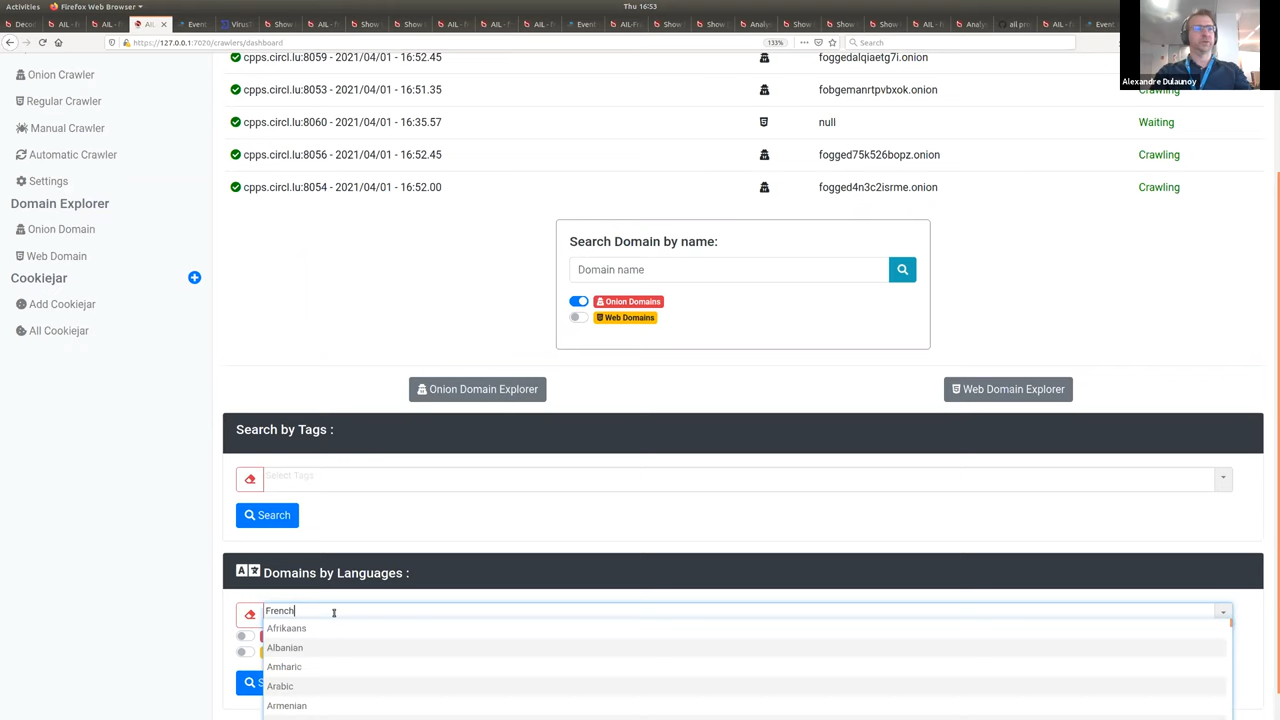 Activities
Firefox Web Browser
Thu 16:53
https://127.0.0.1:7020/crawlers/dashboard
133%
Search
Alexandre Dulaunoy
Onion Crawler
Regular Crawler
Manual Crawler
Automatic Crawler
Settings
Domain Explorer
Onion Domain
Web Domain
Cookiejar
Add Cookiejar
All Cookiejar
cpps.circl.lu:8059 - 2021/04/01 - 16:52.45
foggedalqiaetg7i.onion
cpps.circl.lu:8053 - 2021/04/01 - 16:51.35
fobgemanrtpvbxok.onion
Crawling
cpps.circl.lu:8060 - 2021/04/01 - 16:35.57
null
Waiting
cpps.circl.lu:8056 - 2021/04/01 - 16:52.45
fogged75k526bopz.onion
Crawling
cpps.circl.lu:8054 - 2021/04/01 - 16:52.00
fogged4n3c2isrme.onion
Crawling
Search Domain by name:
Domain name
Onion Domains
Web Domains
Onion Domain Explorer
Web Domain Explorer
Search by Tags :
Select Tags
Search
Domains by Languages :
French
Afrikaans
Albanian
Amharic
Arabic
Armenian